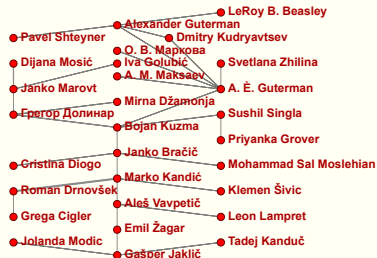 LeRoy B. Beasley
Alexander Guterman
Pavel Shteyner
Dmitry Kudryavtsev
О. В. Маркова
Dijana Mosić
Iva Golubić
Svetlana Zhilina
A. M. Maksaev
Janko Marovt
A. È. Guterman
Mirna Džamonja
Грегор Долинар
Sushil Singla
Bojan Kuzma
Priyanka Grover
Janko Bračič
Cristina Diogo
Mohammad Sal Moslehian
Marko Kandić
Roman Drnovšek
Klemen Šivic
Aleš Vavpetič
Grega Cigler
Leon Lampret
Emil Žagar
Jolanda Modic
Tadej Kanduč
Gašper Jaklič